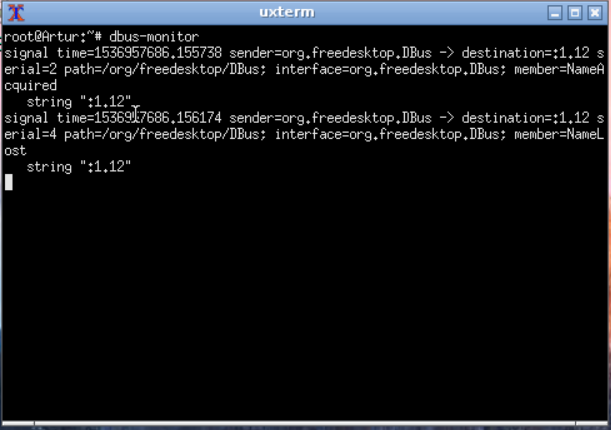 uxterm
root@Artur:~# dbus-monitor
signal time=1536957686.155738 sender=org.freedesktop.DBus -> destination=:1.12 s
erial=2 path=/org/freedesktop/DBus; interface=org.freedesktop.DBus; member=NameA
cquired
   string ":1.12"
signal time=1536957686.156174 sender=org.freedesktop.DBus -> destination=:1.12 s
erial=4 path=/org/freedesktop/DBus; interface=org.freedesktop.DBus; member=NameL
ost
   string ":1.12"